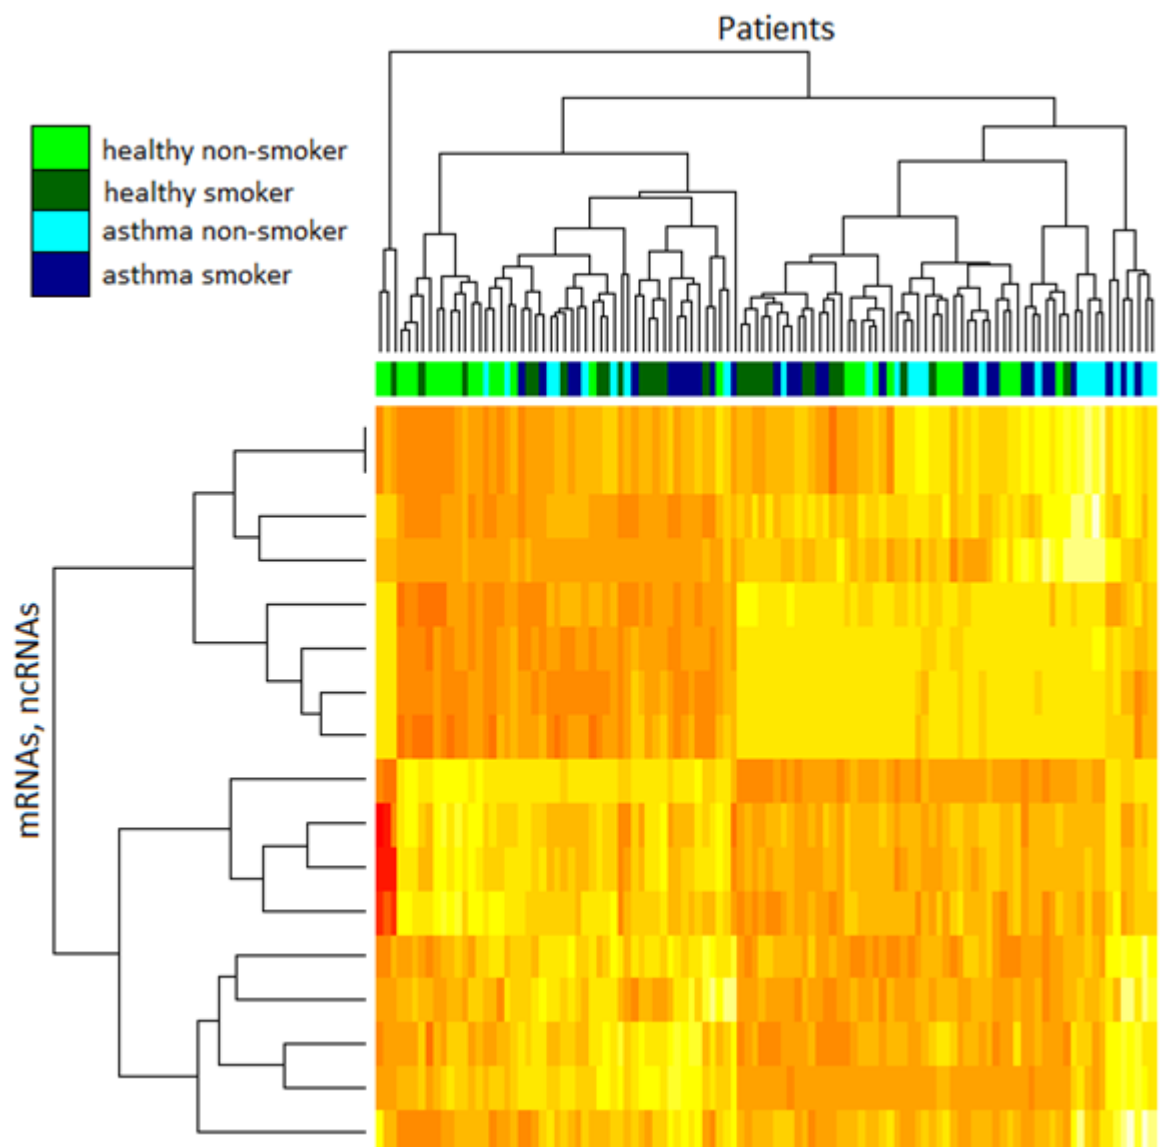 Patients
healthy non-smoker
healthy smoker
asthma non-smoker
asthma smoker
mRNAs, ncRNAs